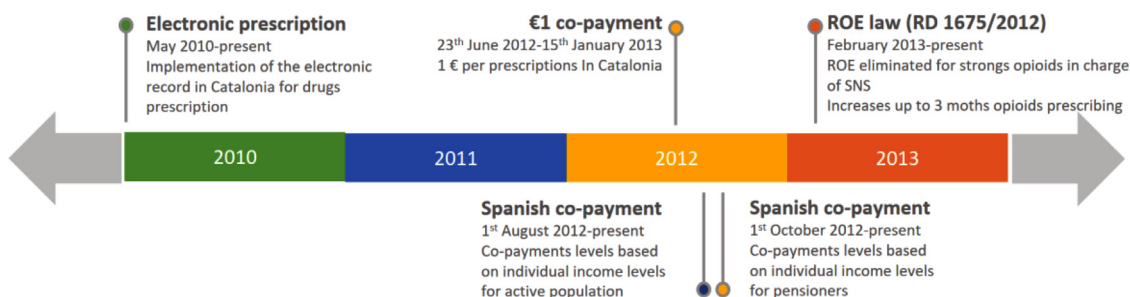 Electronic prescription
May 2010-present
Implementation of the electronic
record in Catalonia for drugs
prescription
€1 co-payment
23th June 2012-15th January 2013
1 € per prescriptions In Catalonia
ROE law (RD 1675/2012)
February 2013-present
ROE eliminated for strongs opioids in charge
of SNS
Increases up to 3 moths opioids prescribing
2010
2011
2012
2013
Spanish co-payment
1st August 2012-present
Co-payments levels based
on individual income levels
for active population
Spanish co-payment
1st October 2012-present
Co-payments levels based
on individual income levels
for pensioners